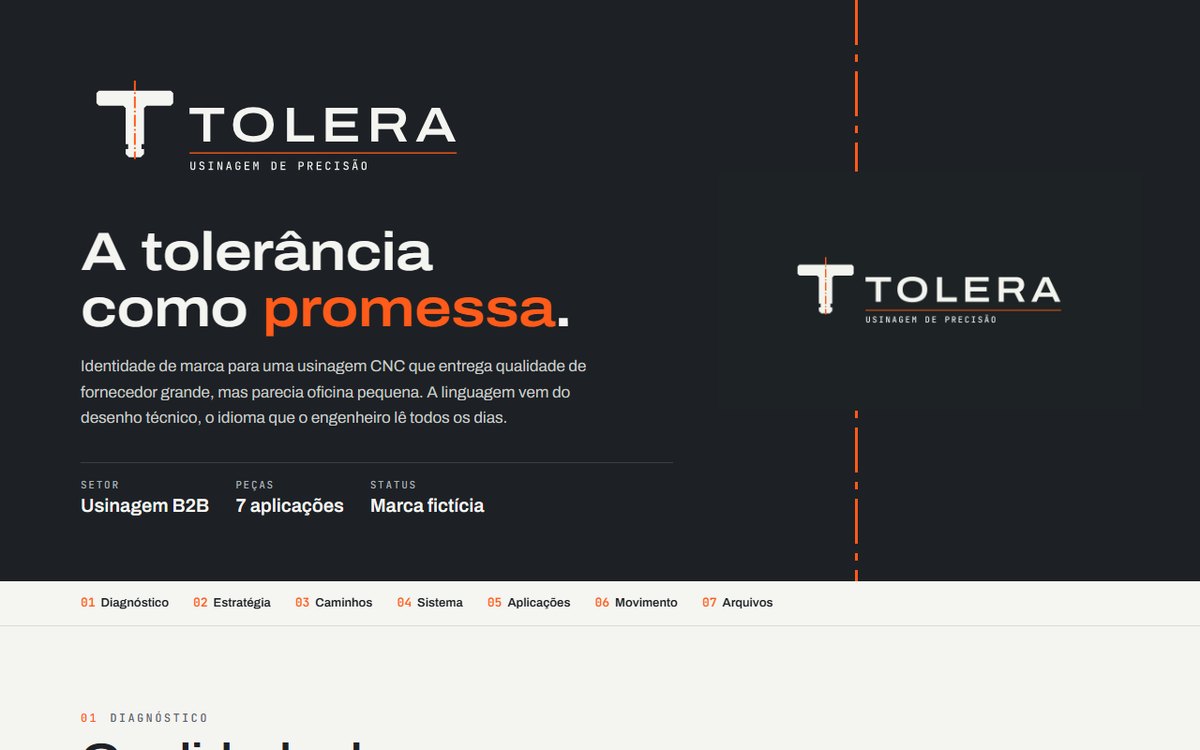 TOLERA
USINAGEM DE PRECISÃO
A tolerância
como promessa.
Identidade de marca para uma usinagem CNC que entrega qualidade de
fornecedor grande, mas parecia oficina pequena. A linguagem vem do
desenho técnico, o idioma que o engenheiro lê todos os dias.
SETOR PEÇAS STATUS
Usinagem B2B 7 aplicações Marca fictícia
TOLERA
USINAGEM DE PRECISÃO
01 Diagnóstico 02 Estratégia 03 Caminhos 04 Sistema 05 Aplicações 06 Movimento 07 Arquivos
01 DIAGNÓSTICO